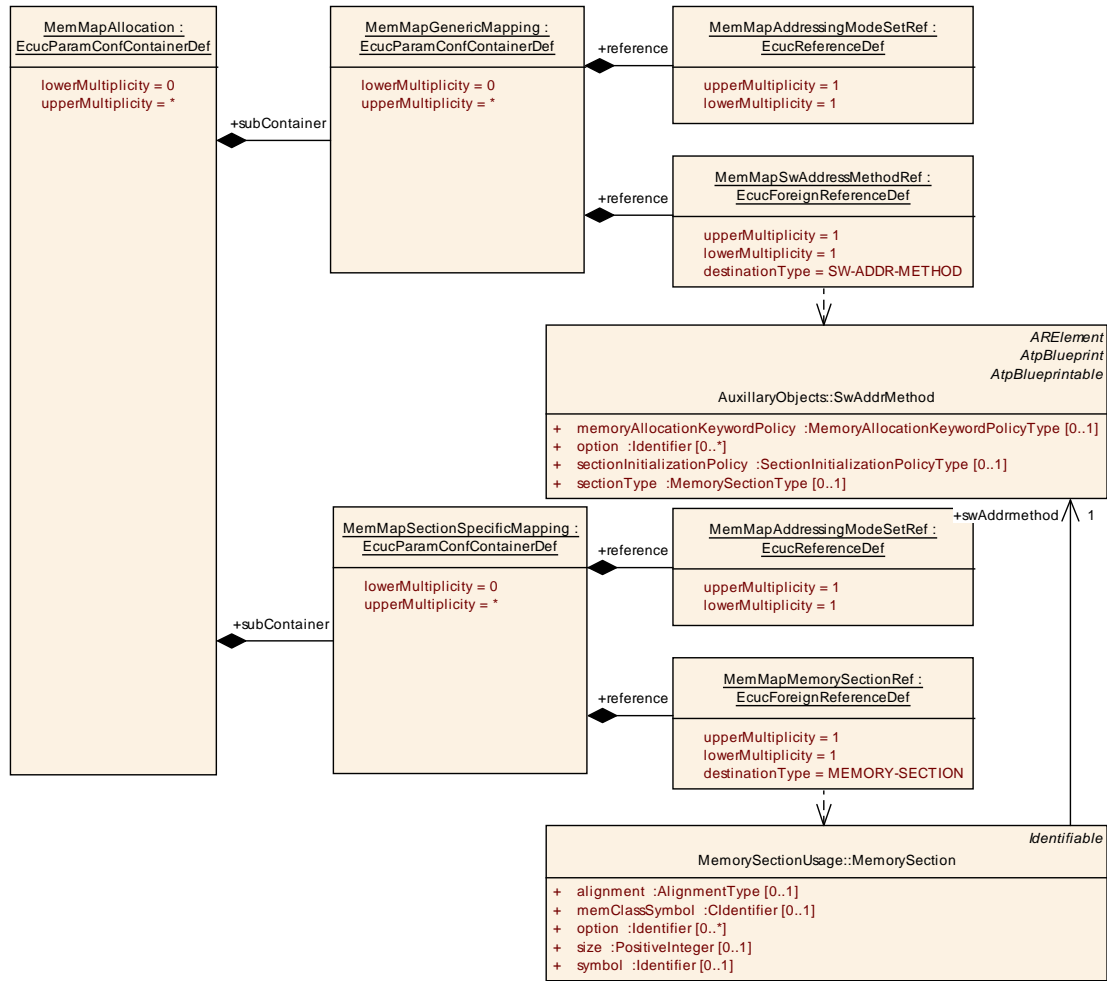 MemMapAllocation :
EcucParamConfContainerDef
lowerMultiplicity = 0
upperMultiplicity = *
+subContainer
MemMapGenericMapping :
EcucParamConfContainerDef
lowerMultiplicity = 0
upperMultiplicity = *
+reference
MemMapAddressingModeSetRef :
EcucReferenceDef
upperMultiplicity = 1
lowerMultiplicity = 1
+reference
MemMapSwAddressMethodRef :
EcucForeignReferenceDef
upperMultiplicity = 1
lowerMultiplicity = 1
destinationType = SW-ADDR-METHOD
ARElement
AtpBlueprint
AtpBlueprintable
AuxillaryObjects::SwAddrMethod
+ memoryAllocationKeywordPolicy :MemoryAllocationKeywordPolicyType [0..1]
+ option :Identifier [0..*]
+ sectionInitializationPolicy :SectionInitializationPolicyType [0..1]
+ sectionType :MemorySectionType [0..1]
+swAddrmethod 1
+subContainer
MemMapSectionSpecificMapping :
EcucParamConfContainerDef
lowerMultiplicity = 0
upperMultiplicity = *
+reference
MemMapAddressingModeSetRef :
EcucReferenceDef
upperMultiplicity = 1
lowerMultiplicity = 1
+reference
MemMapMemorySectionRef :
EcucForeignReferenceDef
upperMultiplicity = 1
lowerMultiplicity = 1
destinationType = MEMORY-SECTION
Identifiable
MemorySectionUsage::MemorySection
+ alignment :AlignmentType [0..1]
+ memClassSymbol :CIdentifier [0..1]
+ option :Identifier [0..*]
+ size :PositiveInteger [0..1]
+ symbol :Identifier [0..1]